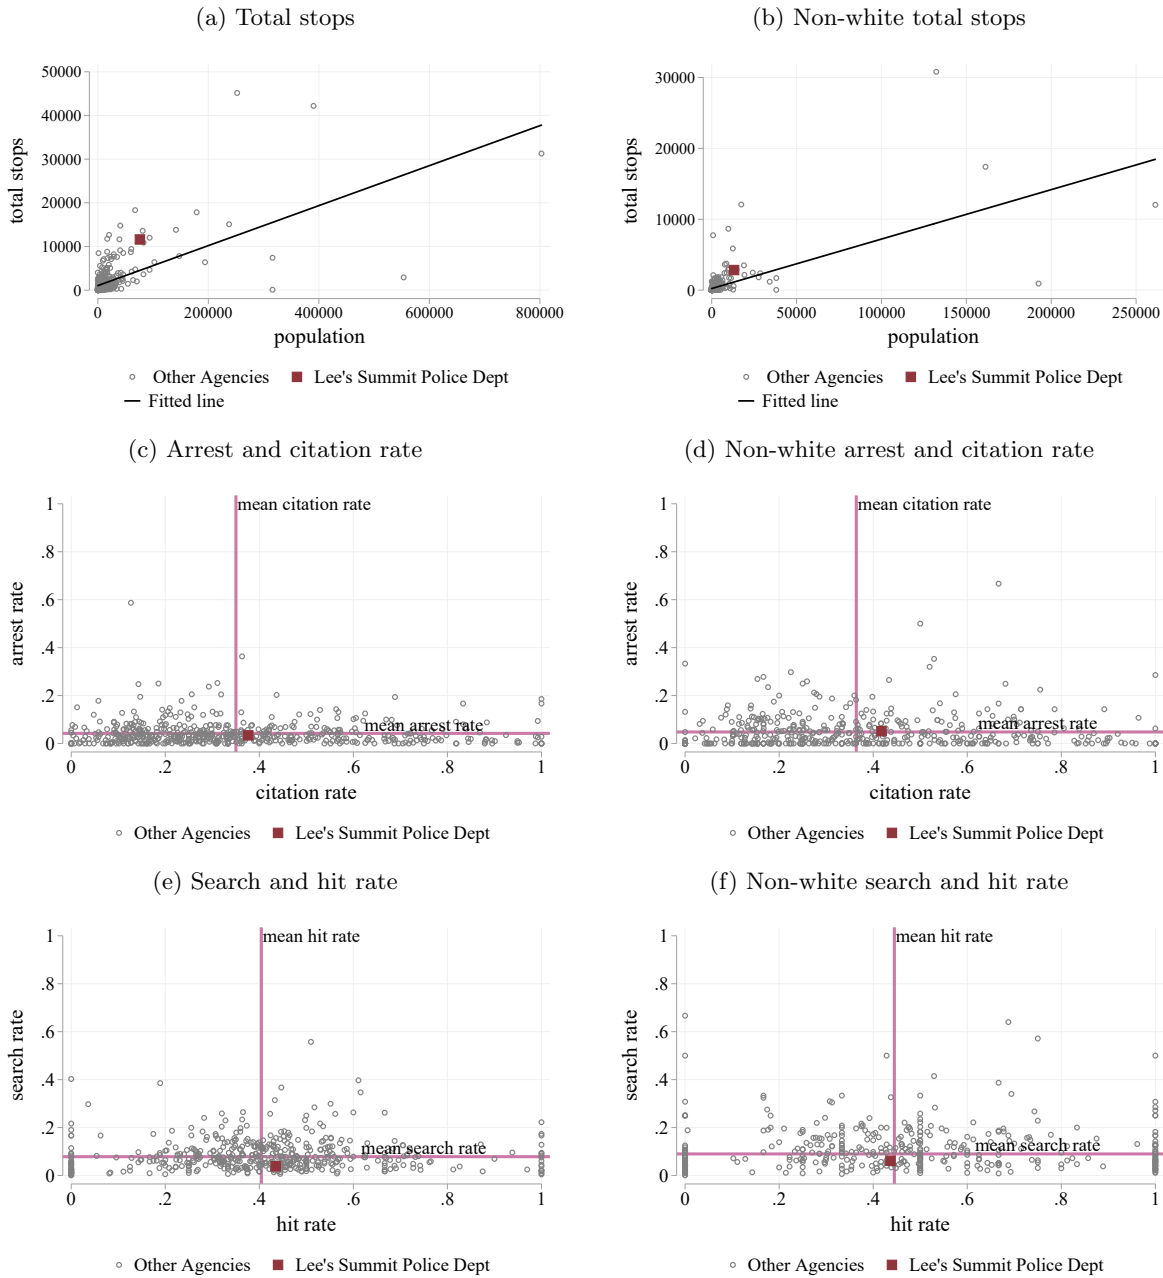 (a) Total stops
50000
40000
30000
20000
10000
0
total stops
0 200000 400000 600000 800000
population
Other Agencies Lee's Summit Police Dept
Fitted line
(b) Non-white total stops
30000
20000
10000
0
total stops
0 50000 100000 150000 200000 250000
population
Other Agencies Lee's Summit Police Dept
Fitted line
(c) Arrest and citation rate
1
.8
.6
.4
.2
0
arrest rate
mean citation rate
mean arrest rate
0 .2 .4 .6 .8 1
citation rate
Other Agencies Lee's Summit Police Dept
(d) Non-white arrest and citation rate
1
.8
.6
.4
.2
0
arrest rate
mean citation rate
mean arrest rate
0 .2 .4 .6 .8 1
citation rate
Other Agencies Lee's Summit Police Dept
(e) Search and hit rate
1
.8
.6
.4
.2
0
search rate
mean hit rate
mean search rate
0 .2 .4 .6 .8 1
hit rate
Other Agencies Lee's Summit Police Dept
(f) Non-white search and hit rate
1
.8
.6
.4
.2
0
search rate
mean hit rate
mean search rate
0 .2 .4 .6 .8 1
hit rate
Other Agencies Lee's Summit Police Dept